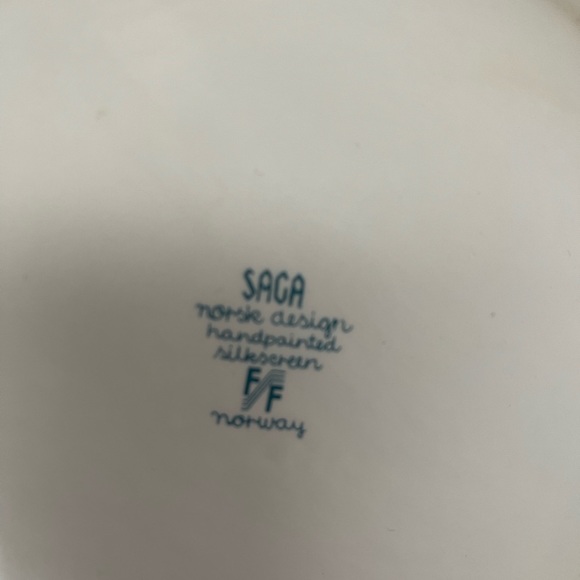 SAGA
norsk design
handpainted
silkscreen
F
F
norway